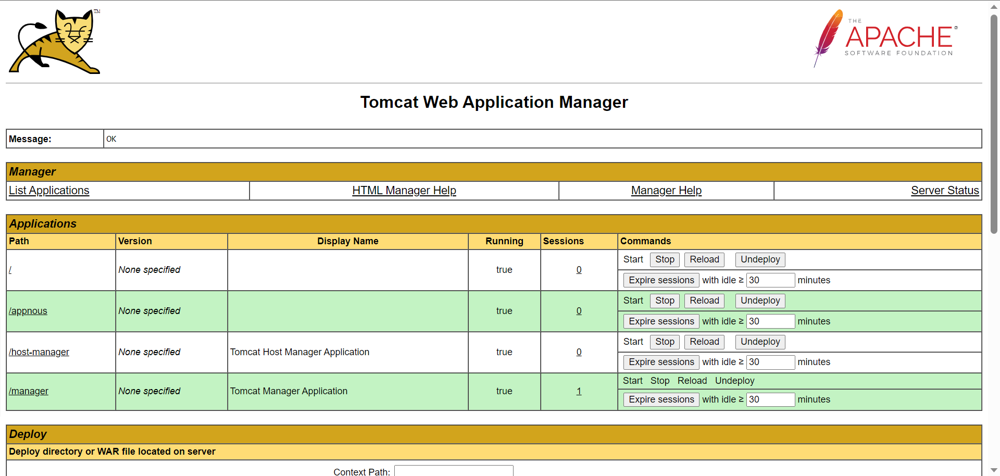 TM
THE
APACHE®
SOFTWARE FOUNDATION
Tomcat Web Application Manager
Message: OK
Manager
List Applications HTML Manager Help Manager Help Server Status
Applications
Path Version Display Name Running Sessions Commands
/ None specified true 0 Start Stop Reload Undeploy
Expire sessions with idle ≥ 30 minutes
/appnous None specified true 0 Start Stop Reload Undeploy
Expire sessions with idle ≥ 30 minutes
/host-manager None specified Tomcat Host Manager Application true 0 Start Stop Reload Undeploy
Expire sessions with idle ≥ 30 minutes
/manager None specified Tomcat Manager Application true 1 Start Stop Reload Undeploy
Expire sessions with idle ≥ 30 minutes
Deploy
Deploy directory or WAR file located on server
Context Path: